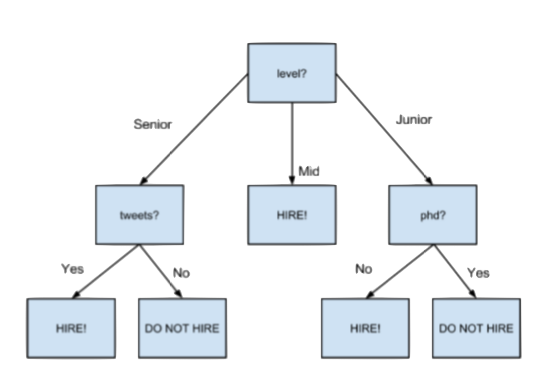 level?
Senior
Junior
Mid
tweets?
HIRE!
phd?
Yes
No
No
Yes
HIRE!
DO NOT HIRE
HIRE!
DO NOT HIRE